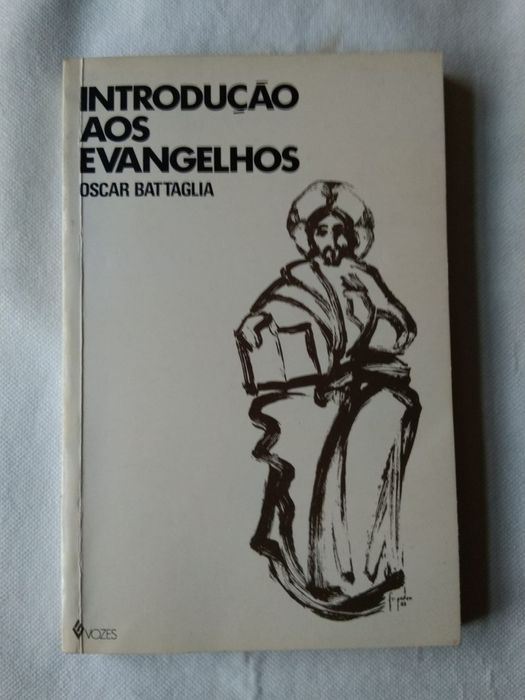 INTRODUÇÃO
AOS
EVANGELHOS
OSCAR BATTAGLIA
VOZES